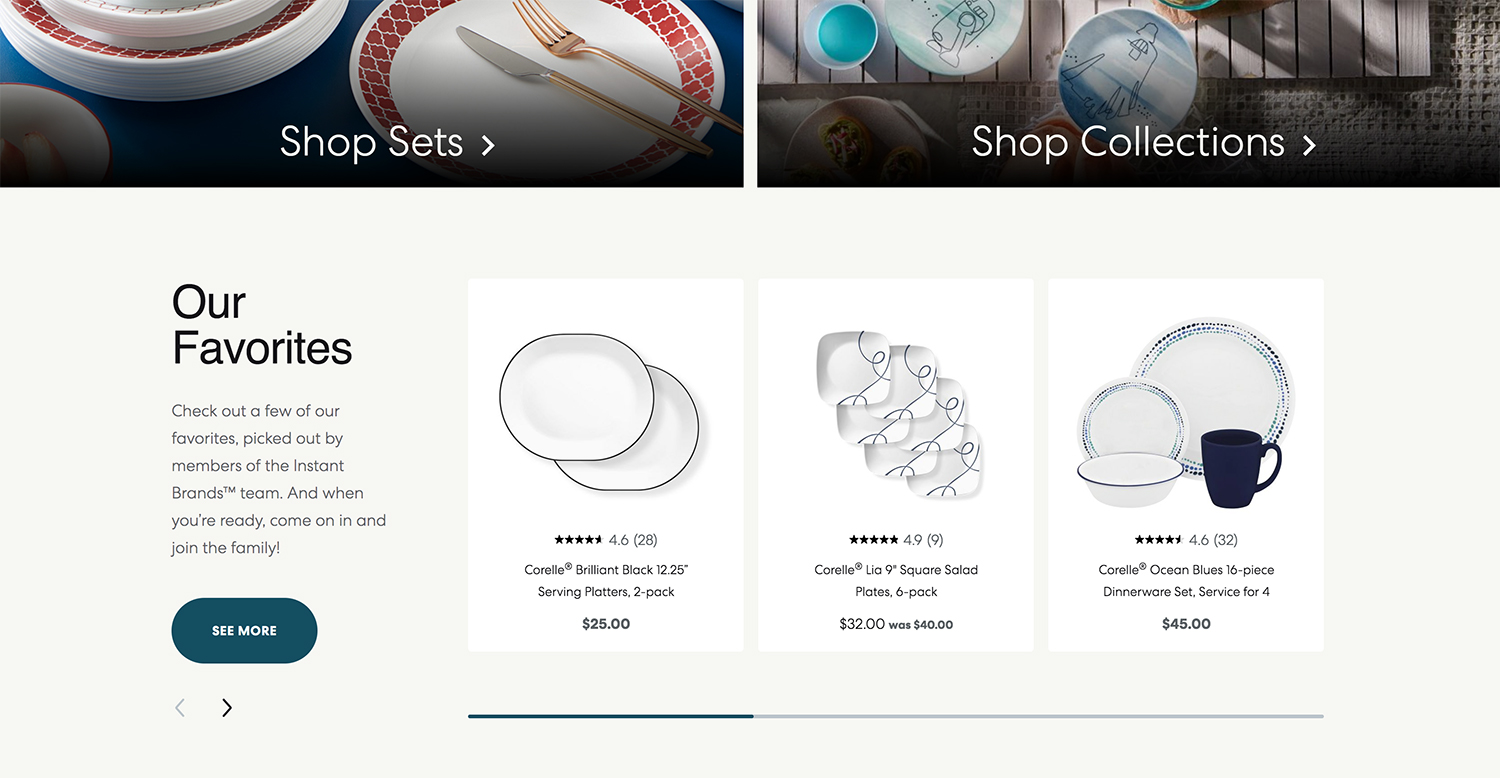 Shop Sets
Shop Collections
Our
Favorites
Check out a few of our
favorites, picked out by
members of the Instant
Brands™ team. And when
you're ready, come on in and
join the family!
SEE MORE
4.6 (28)
Corelle® Brilliant Black 12.25"
Serving Platters, 2-pack
$25.00
4.9 (9)
Corelle® Lia 9" Square Salad
Plates, 6-pack
$32.00 was $40.00
4.6 (32)
Corelle® Ocean Blues 16-piece
Dinnerware Set, Service for 4
$45.00